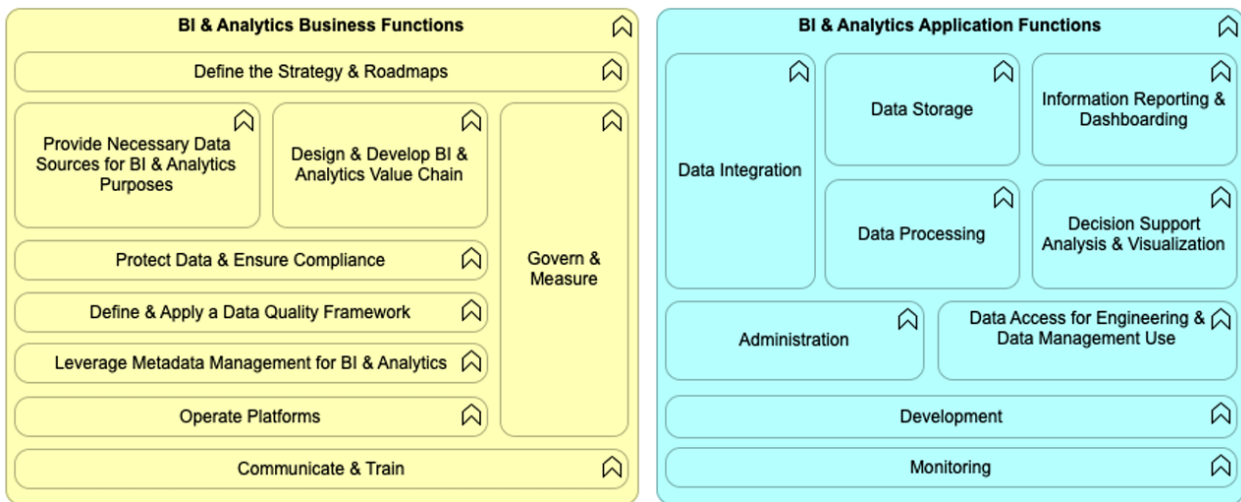 BI & Analytics Business Functions
Define the Strategy & Roadmaps
Provide Necessary Data
Sources for BI & Analytics
Purposes
Design & Develop BI &
Analytics Value Chain
Govern &
Measure
Protect Data & Ensure Compliance
Define & Apply a Data Quality Framework
Leverage Metadata Management for BI & Analytics
Operate Platforms
Communicate & Train
BI & Analytics Application Functions
Data Integration
Data Storage
Information Reporting &
Dashboarding
Data Processing
Decision Support
Analysis & Visualization
Administration
Data Access for Engineering &
Data Management Use
Development
Monitoring